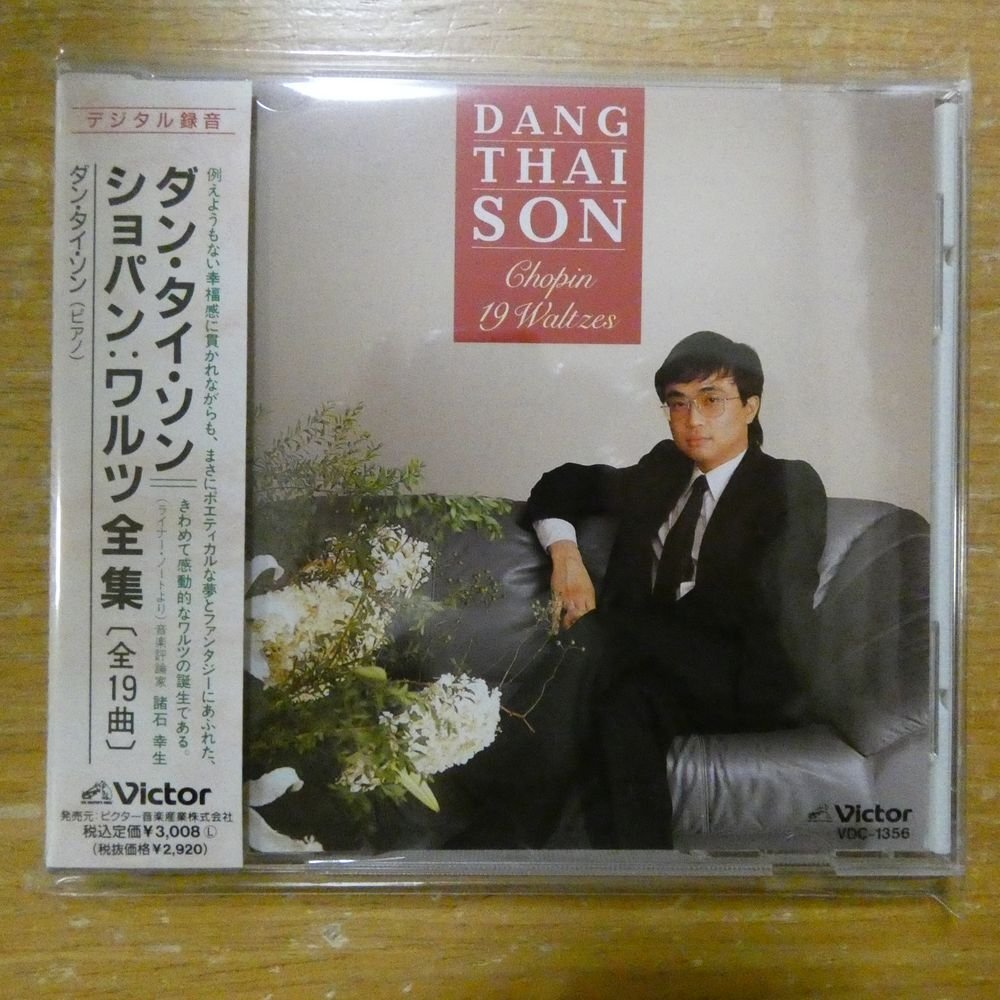 デジタル録音
例えようもない幸福感に貫かれながらも、まさにポエティカルな夢とファンタジーにあふれた、
きわめて感動的なワルツの誕生である。
(ライナー・ノートより) 音楽評論家 諸石 幸生
ダン・タイ・ソン
ショパン:ワルツ全集〔全19曲〕
ダン・タイ・ソン(ピアノ)
Victor
発売元:ビクター音楽産業株式会社
税込定価¥3,008Ⓛ
(税抜価格¥2,920)
DANG
THAI
SON
Chopin
19 Waltzes
Victor
VDC-1356